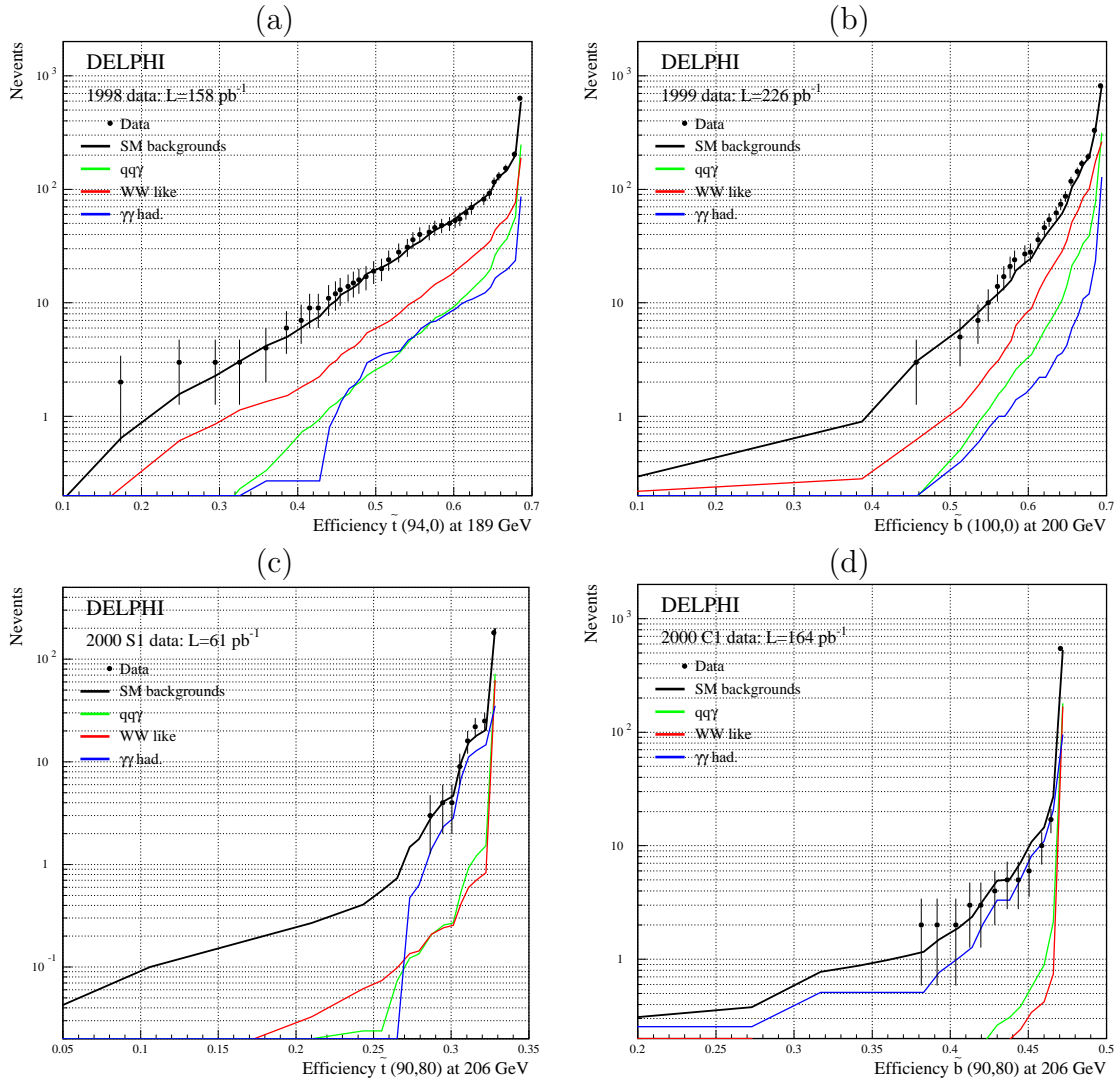 (a)
Nevents
DELPHI
1998 data: L=158 pb⁻¹
Data
SM backgrounds
qqγ
WW like
γγ had.
10³
10²
10
1
0.1 0.2 0.3 0.4 0.5 0.6 0.7
Efficiency t̃ (94,0) at 189 GeV
(b)
Nevents
DELPHI
1999 data: L=226 pb⁻¹
Data
SM backgrounds
qqγ
WW like
γγ had.
10³
10²
10
1
0.1 0.2 0.3 0.4 0.5 0.6 0.7
Efficiency b̃ (100,0) at 200 GeV
(c)
Nevents
DELPHI
2000 S1 data: L=61 pb⁻¹
Data
SM backgrounds
qqγ
WW like
γγ had.
10²
10
1
10⁻¹
0.05 0.1 0.15 0.2 0.25 0.3 0.35
Efficiency t̃ (90,80) at 206 GeV
(d)
Nevents
DELPHI
2000 C1 data: L=164 pb⁻¹
Data
SM backgrounds
qqγ
WW like
γγ had.
10³
10²
10
1
0.2 0.25 0.3 0.35 0.4 0.45 0.5
Efficiency b̃ (90,80) at 206 GeV